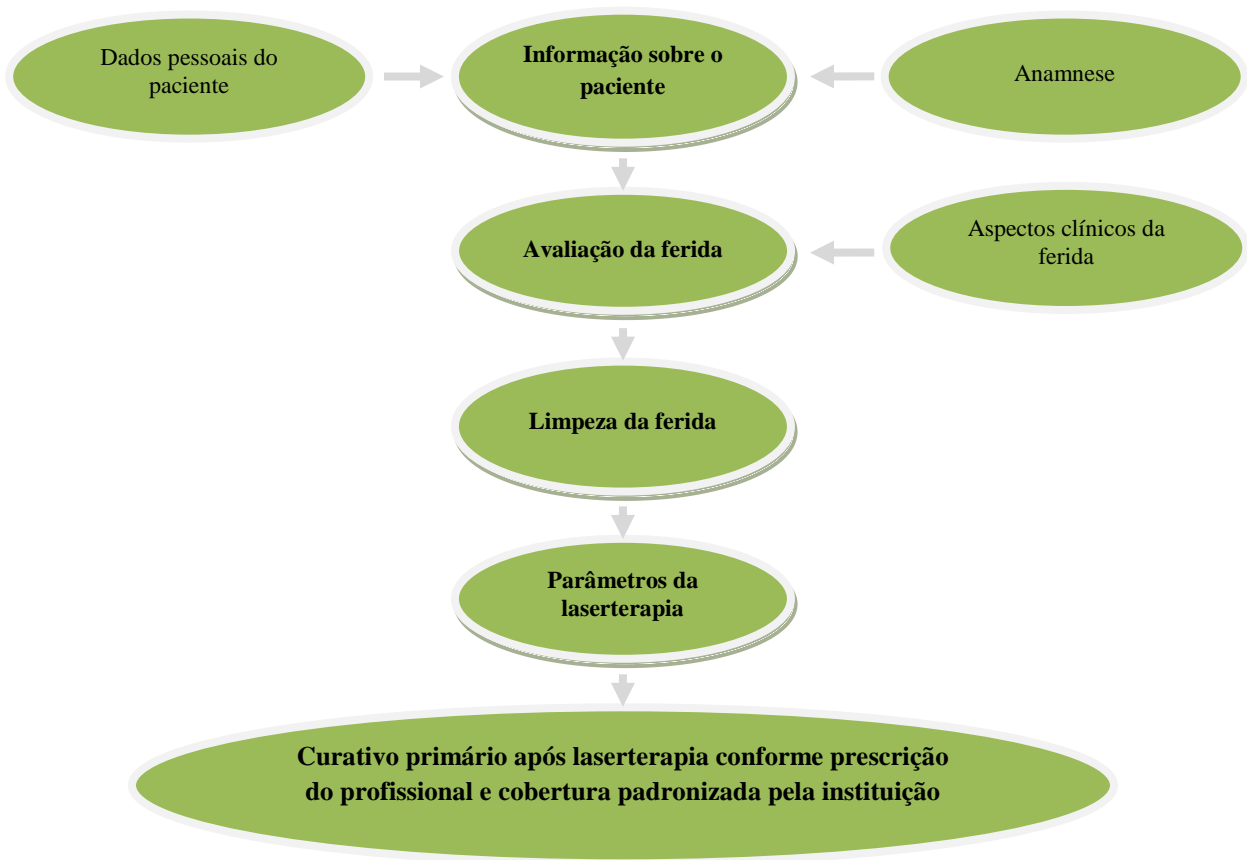 Dados pessoais do
paciente
Informação sobre o
paciente
Anamnese
Avaliação da ferida
Aspectos clínicos da
ferida
Limpeza da ferida
Parâmetros da
laserterapia
Curativo primário após laserterapia conforme prescrição
do profissional e cobertura padronizada pela instituição